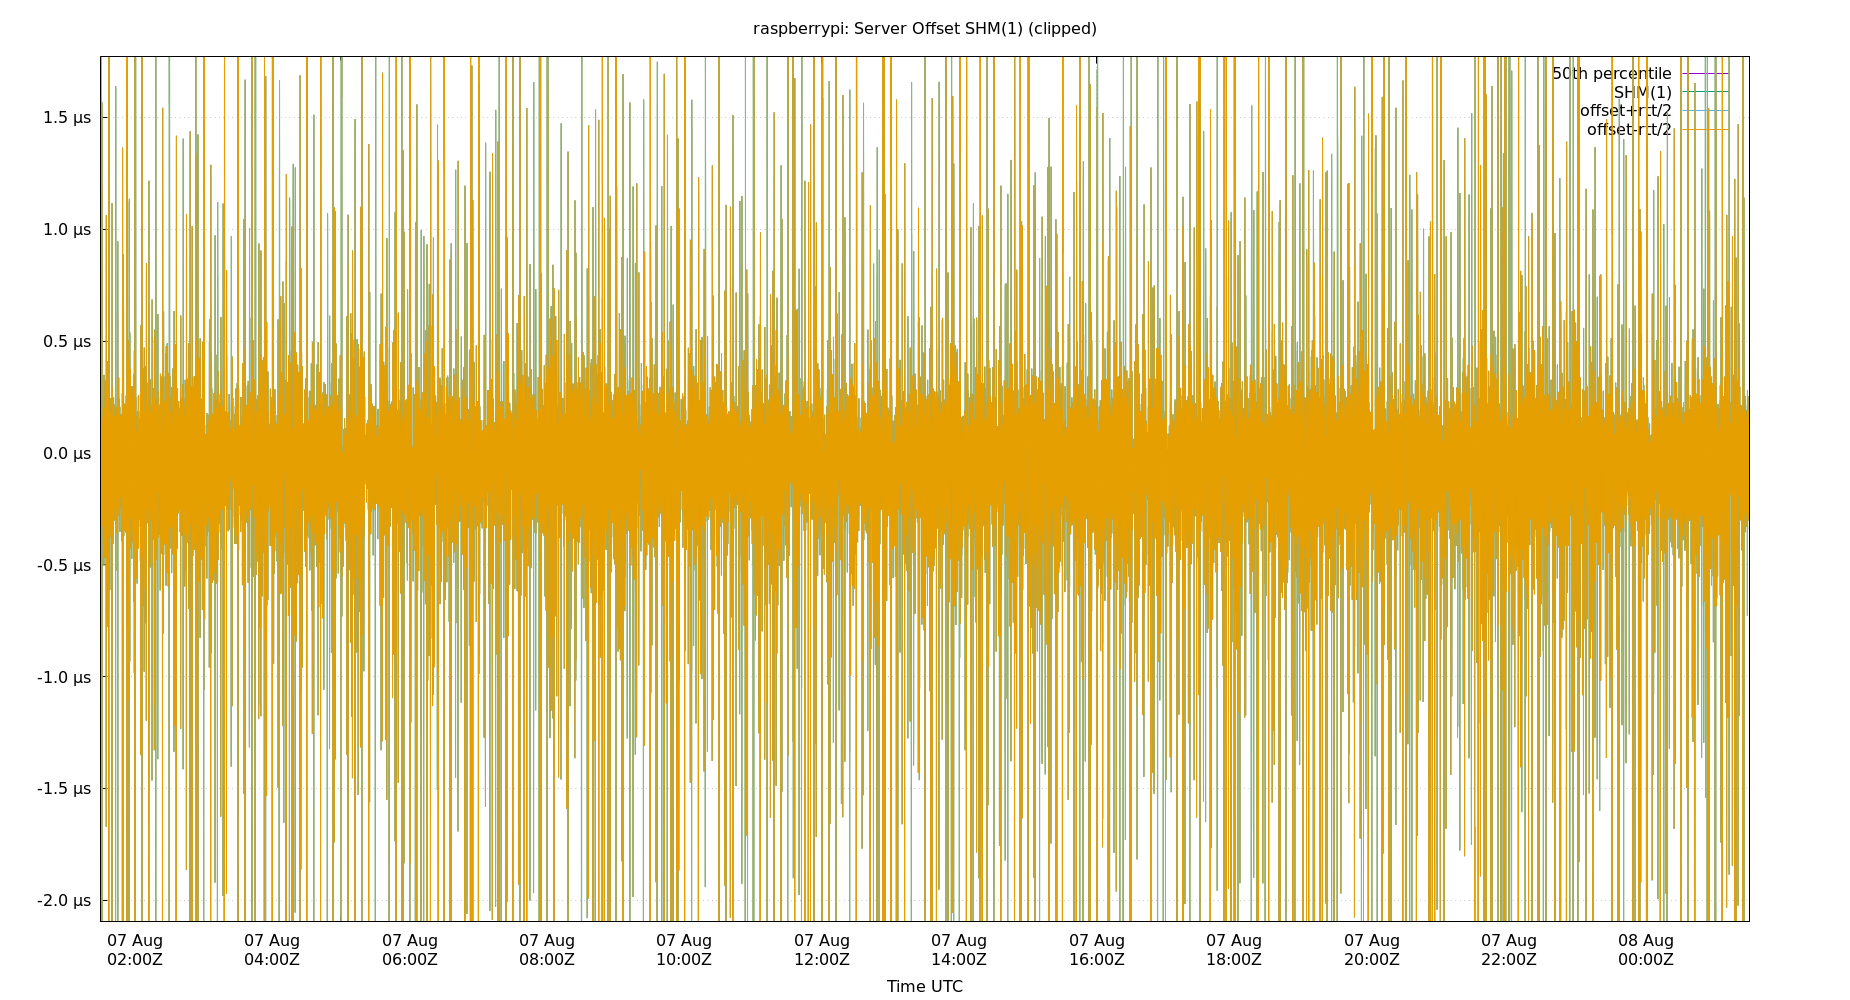 raspberrypi: Server Offset SHM(1) (clipped)
50th percentile
SHM(1)
offset+rtt/2
offset-rtt/2
1.5 µs
1.0 µs
0.5 µs
0.0 µs
-0.5 µs
-1.0 µs
-1.5 µs
-2.0 µs
07 Aug 07 Aug 07 Aug 07 Aug 07 Aug 07 Aug 07 Aug 07 Aug 07 Aug 07 Aug 07 Aug 08 Aug
02:00Z 04:00Z 06:00Z 08:00Z 10:00Z 12:00Z 14:00Z 16:00Z 18:00Z 20:00Z 22:00Z 00:00Z
Time UTC